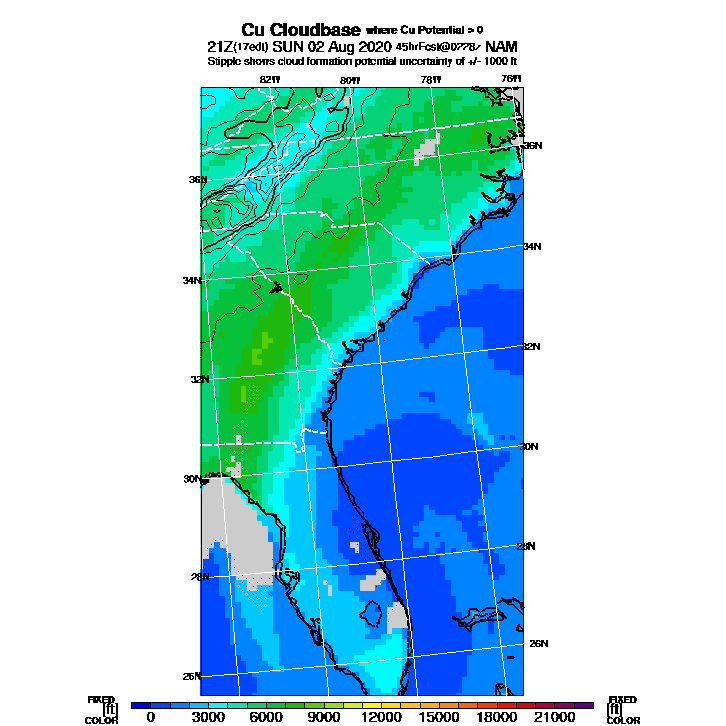 Cu Cloudbase where Cu Potential > 0
21Z(17edt) SUN 02 Aug 2020 45hrFcst@0778z NAM
Stipple shows cloud formation potential uncertainty of +/- 1000 ft
82W 80W 78W 76W
36N
36N
34N
34N
32N
32N
30N
30N
28N
28N
26N
26N
FIXED FIXED
[ft] [ft]
COLOR COLOR
0 3000 6000 9000 12000 15000 18000 21000